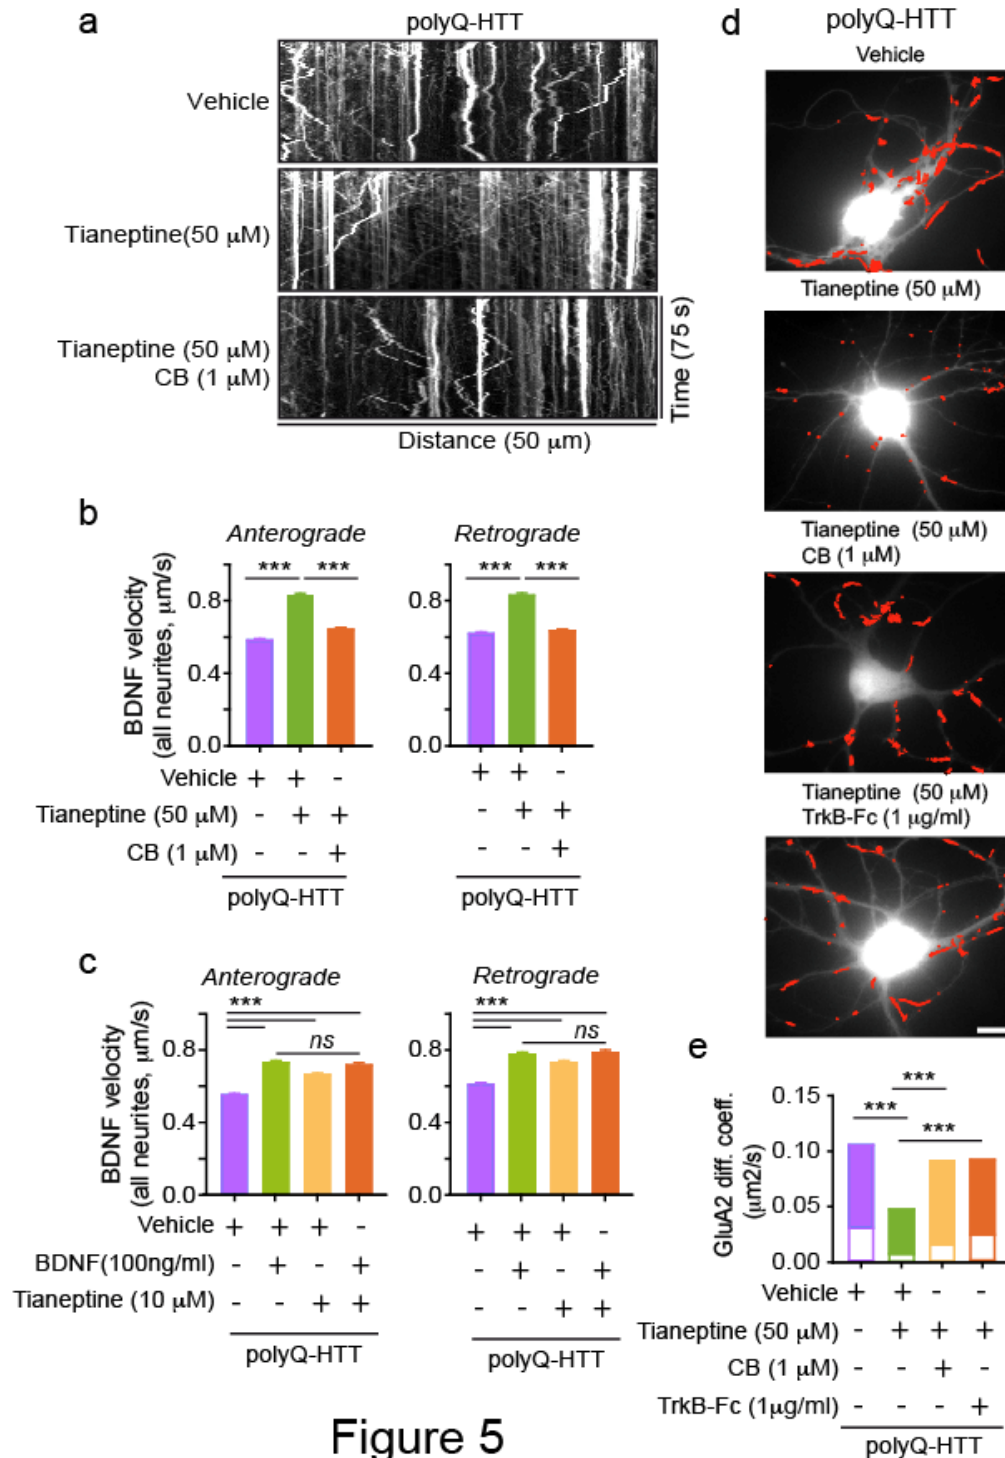 a
polyQ-HTT
Vehicle
Tianeptine(50 μM)
Tianeptine (50 μM)
CB (1 μM)
Time (75 s)
Distance (50 μm)
b
Anterograde
Retrograde
*** ***
*** ***
BDNF velocity
(all neurites, μm/s)
0.8
0.4
0.0
0.8
0.4
0.0
Vehicle + + - + + -
Tianeptine (50 μM) - + + - + +
CB (1 μM) - - + - - +
polyQ-HTT
polyQ-HTT
c
Anterograde
Retrograde
***
ns
***
ns
BDNF velocity
(all neurites, μm/s)
0.8
0.4
0.0
0.8
0.4
0.0
Vehicle + + + - + + + -
BDNF(100ng/ml) - + - + - + - +
Tianeptine (10 μM) - - + + - - + +
polyQ-HTT
polyQ-HTT
d
polyQ-HTT
Vehicle
Tianeptine (50 μM)
Tianeptine (50 μM)
CB (1 μM)
Tianeptine (50 μM)
TrkB-Fc (1 μg/ml)
e
GluA2 diff. coeff.
(μm2/s)
0.15
0.10
0.05
0.00
***
***
***
Vehicle + + - -
Tianeptine (50 μM) - + + +
CB (1 μM) - - + -
TrkB-Fc (1μg/ml) - - - +
polyQ-HTT
Figure 5